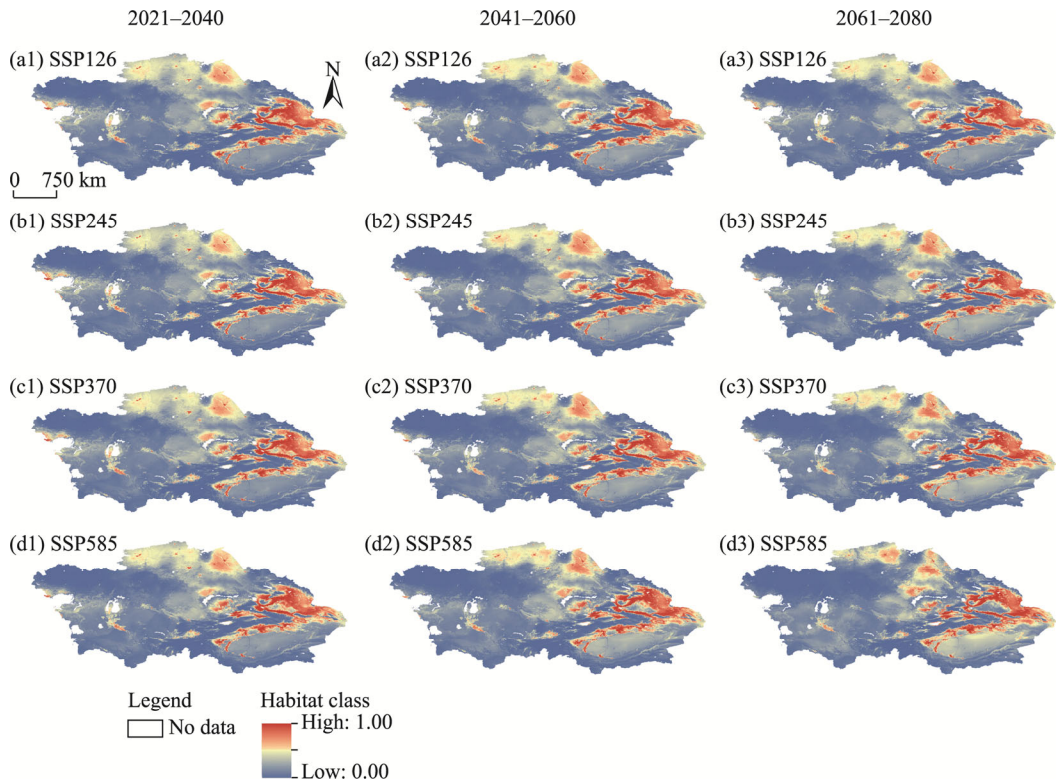 2021–2040 2041–2060 2061–2080
(a1) SSP126 (a2) SSP126 (a3) SSP126
N
0 750 km
(b1) SSP245 (b2) SSP245 (b3) SSP245
(c1) SSP370 (c2) SSP370 (c3) SSP370
(d1) SSP585 (d2) SSP585 (d3) SSP585
Legend Habitat class
No data High: 1.00
Low: 0.00